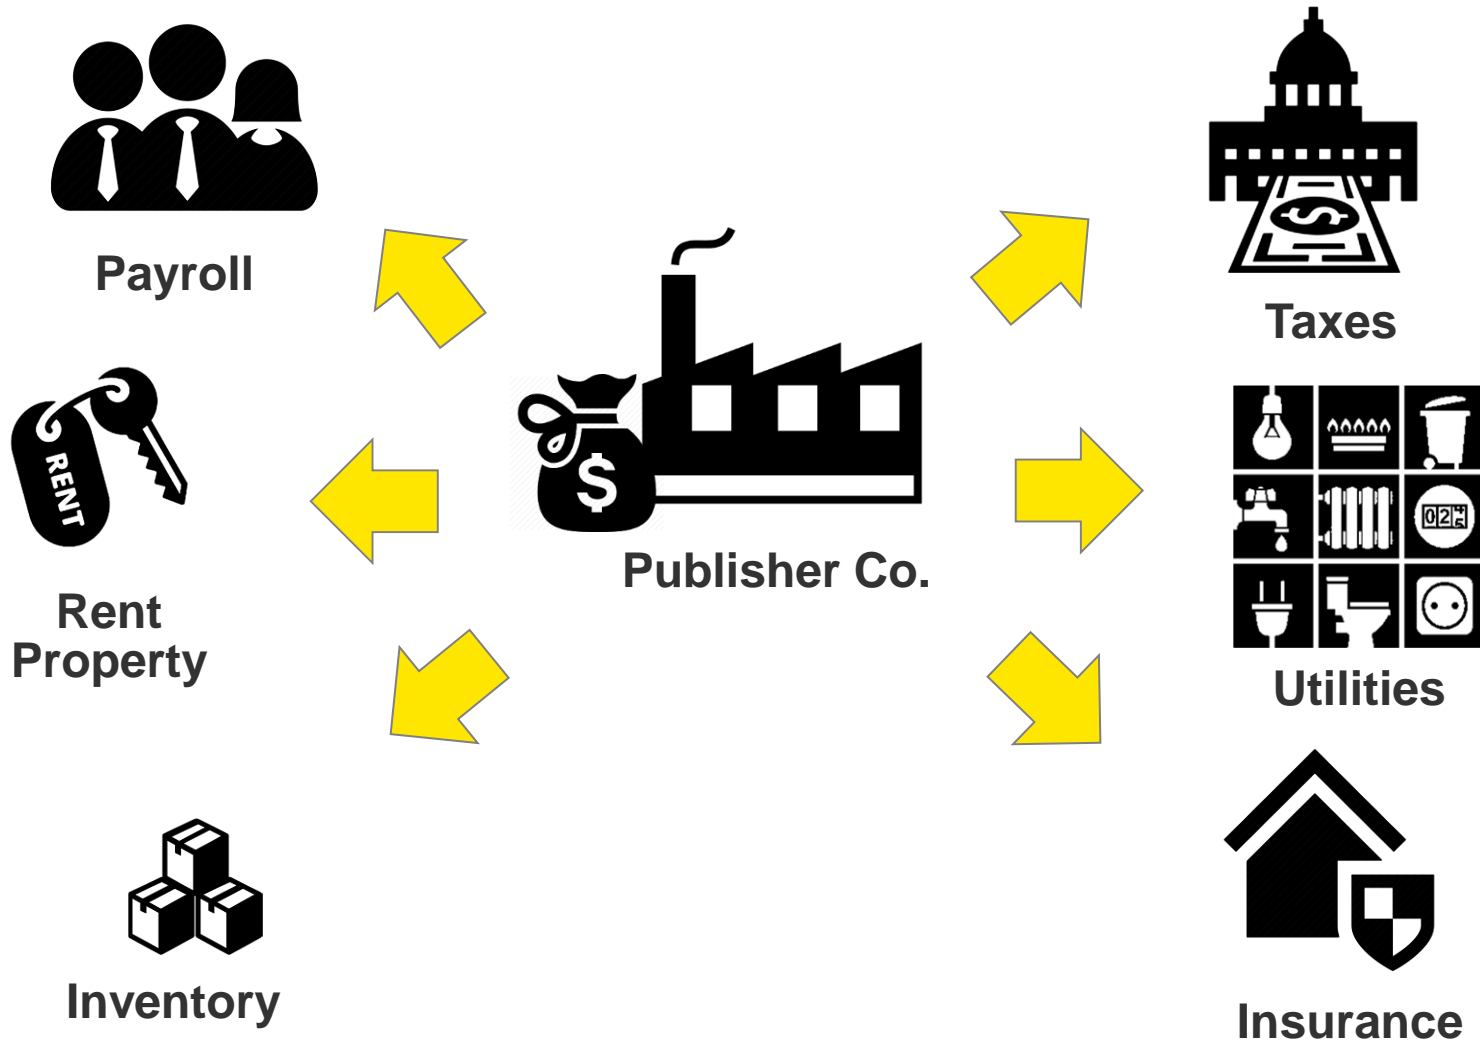 Payroll
Taxes
RENT
$
$
Publisher Co.
Rent
Property
Utilities
Inventory
Insurance